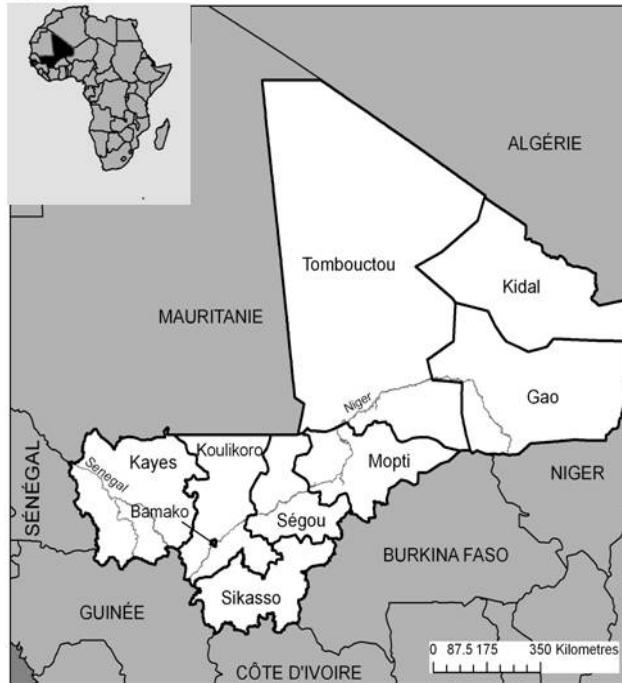 ALGÉRIE
Tombouctou
Kidal
MAURITANIE
Gao
Niger
Koulikoro
Kayes
Mopti
Senegal
NIGER
SÉNÉGAL
Bamako
Ségou
BURKINA FASO
Sikasso
GUINÉE
0 87.5 175 350 Kilometres
CÔTE D'IVOIRE